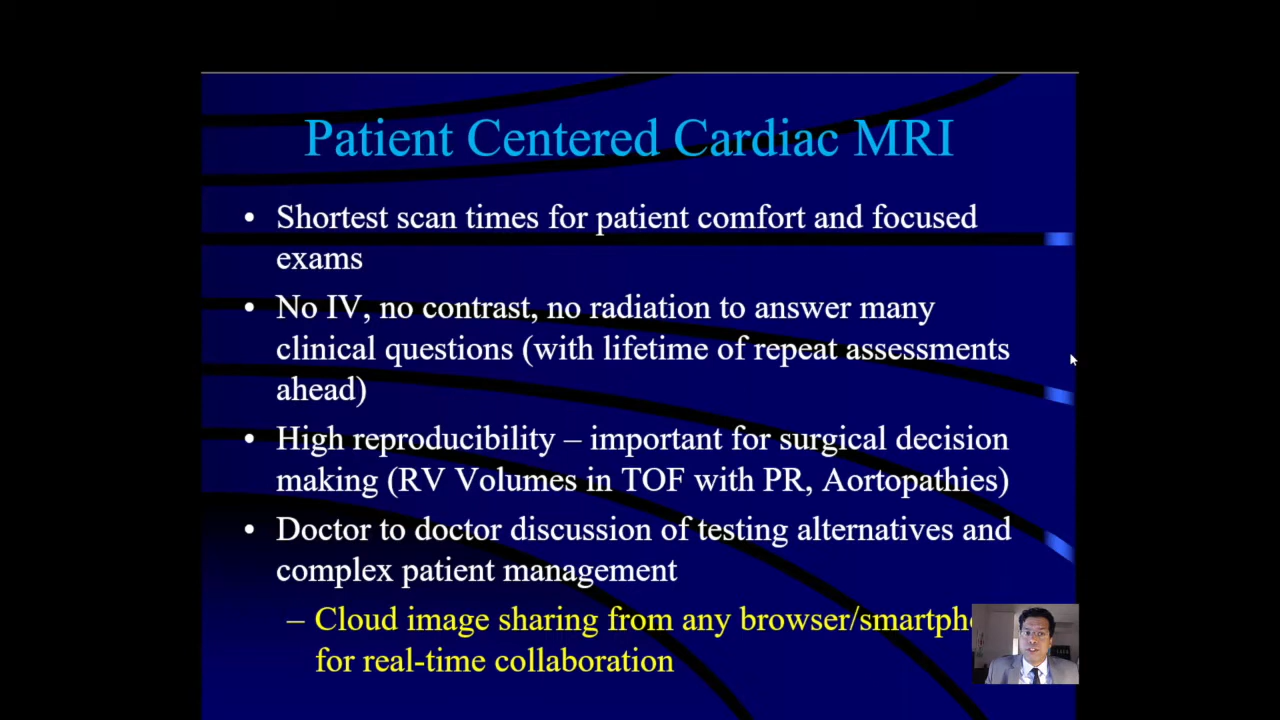 Patient Centered Cardiac MRI
• Shortest scan times for patient comfort and focused
exams
• No IV, no contrast, no radiation to answer many
clinical questions (with lifetime of repeat assessments
ahead)
• High reproducibility – important for surgical decision
making (RV Volumes in TOF with PR, Aortopathies)
• Doctor to doctor discussion of testing alternatives and
complex patient management
– Cloud image sharing from any browser/smartpho
for real-time collaboration